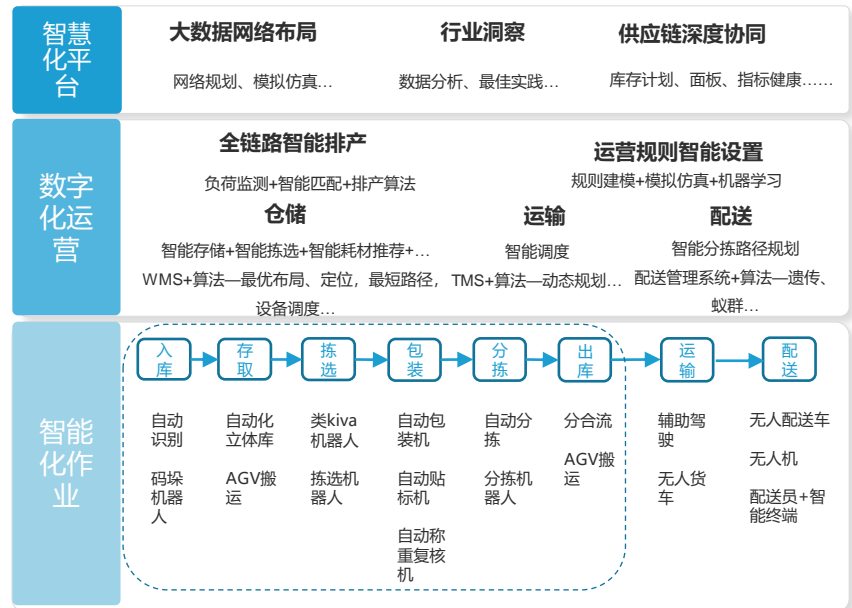 智慧
化平
台
大数据网络布局
行业洞察
供应链深度协同
网络规划、模拟仿真…
数据分析、最佳实践…
库存计划、面板、指标健康……
数字
化运
营
全链路智能排产
运营规则智能设置
负荷监测+智能匹配+排产算法
规则建模+模拟仿真+机器学习
仓储
运输
配送
智能存储+智能拣选+智能耗材推荐+…
智能调度
智能分拣路径规划
WMS+算法—最优布局、定位，最短路径，
设备调度…
TMS+算法—动态规划…
配送管理系统+算法—遗传、
蚁群…
智能
化作
业
入
库
存
取
拣
选
包
装
分
拣
出
库
运
输
配
送
自动
识别
码垛
机器
人
自动化
立体库
AGV搬
运
类kiva
机器人
拣选机
器人
自动包
装机
自动贴
标机
自动称
重复核
机
自动分
拣
分拣机
器人
分合流
AGV搬
运
辅助驾
驶
无人货
车
无人配送车
无人机
配送员+智
能终端